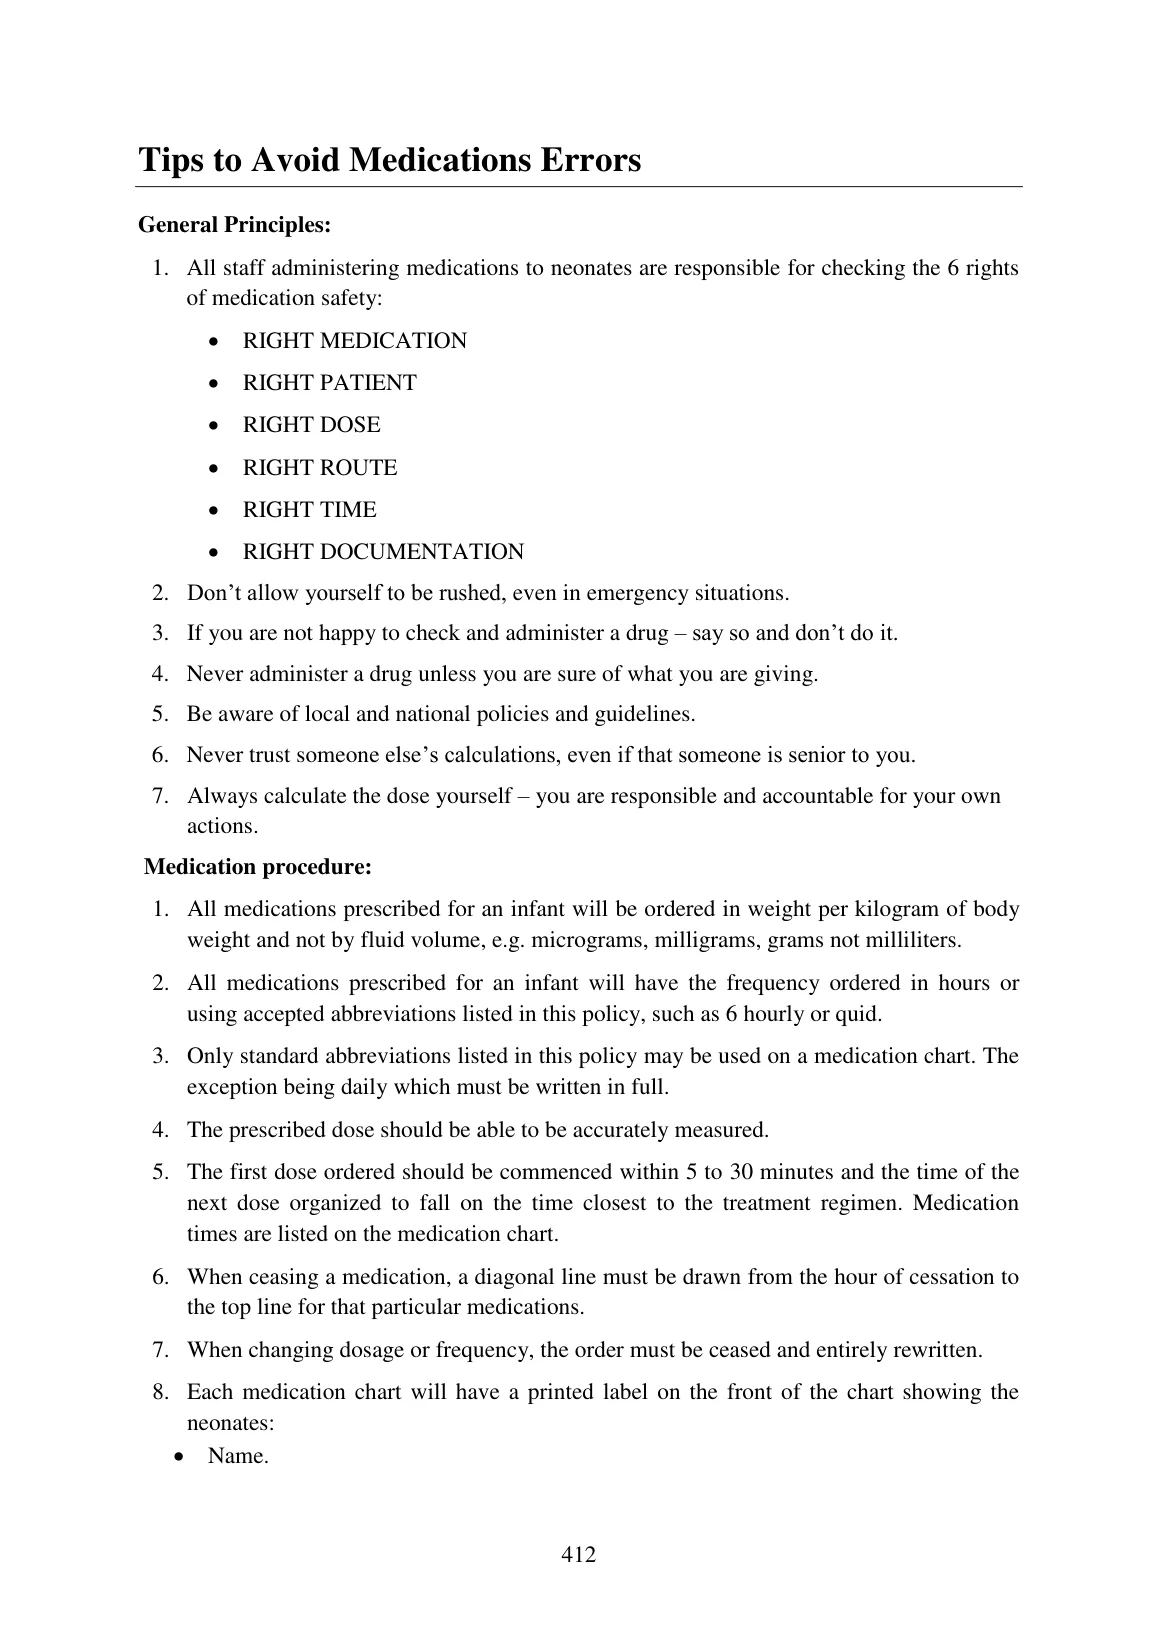 Tips to Avoid Medications Errors
General Principles:
1. All staff administering medications to neonates are responsible for checking the 6 rights
of medication safety:
• RIGHT MEDICATION
• RIGHT PATIENT
• RIGHT DOSE
• RIGHT ROUTE
• RIGHT TIME
• RIGHT DOCUMENTATION
2. Don’t allow yourself to be rushed, even in emergency situations.
3. If you are not happy to check and administer a drug – say so and don’t do it.
4. Never administer a drug unless you are sure of what you are giving.
5. Be aware of local and national policies and guidelines.
6. Never trust someone else’s calculations, even if that someone is senior to you.
7. Always calculate the dose yourself – you are responsible and accountable for your own
actions.
Medication procedure:
1. All medications prescribed for an infant will be ordered in weight per kilogram of body
weight and not by fluid volume, e.g. micrograms, milligrams, grams not milliliters.
2. All medications prescribed for an infant will have the frequency ordered in hours or
using accepted abbreviations listed in this policy, such as 6 hourly or quid.
3. Only standard abbreviations listed in this policy may be used on a medication chart. The
exception being daily which must be written in full.
4. The prescribed dose should be able to be accurately measured.
5. The first dose ordered should be commenced within 5 to 30 minutes and the time of the
next dose organized to fall on the time closest to the treatment regimen. Medication
times are listed on the medication chart.
6. When ceasing a medication, a diagonal line must be drawn from the hour of cessation to
the top line for that particular medications.
7. When changing dosage or frequency, the order must be ceased and entirely rewritten.
8. Each medication chart will have a printed label on the front of the chart showing the
neonates:
• Name.
412